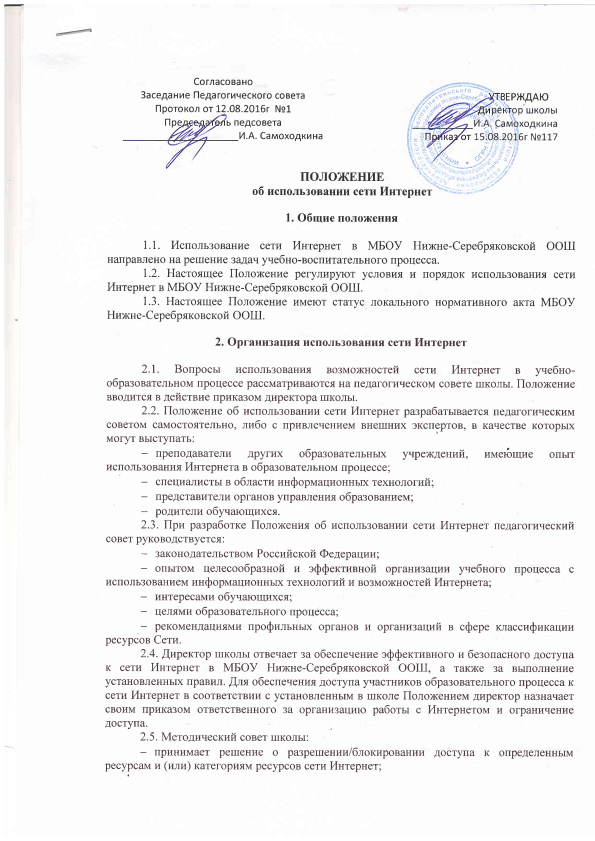 Согласовано
Заседание Педагогического совета
Протокол от 12.08.2016г №1
Председатель педсовета
____________________И.А. Самоходкина
УТВЕРЖДАЮ
Директор школы
___________И.А. Самоходкина
Приказ от 15.08.2016г №117
ПОЛОЖЕНИЕ
об использовании сети Интернет
1. Общие положения
1.1. Использование сети Интернет в МБОУ Нижне-Серебряковской ООШ
направлено на решение задач учебно-воспитательного процесса.
1.2. Настоящее Положение регулируют условия и порядок использования сети
Интернет в МБОУ Нижне-Серебряковской ООШ.
1.3. Настоящее Положение имеют статус локального нормативного акта МБОУ
Нижне-Серебряковской ООШ.
2. Организация использования сети Интернет
2.1. Вопросы использования возможностей сети Интернет в учебно-
образовательном процессе рассматриваются на педагогическом совете школы. Положение
вводится в действие приказом директора школы.
2.2. Положение об использовании сети Интернет разрабатывается педагогическим
советом самостоятельно, либо с привлечением внешних экспертов, в качестве которых
могут выступать:
– преподаватели других образовательных учреждений, имеющие опыт
использования Интернета в образовательном процессе;
– специалисты в области информационных технологий;
– представители органов управления образованием;
– родители обучающихся.
2.3. При разработке Положения об использовании сети Интернет педагогический
совет руководствуется:
– законодательством Российской Федерации;
– опытом целесообразной и эффективной организации учебного процесса с
использованием информационных технологий и возможностей Интернета;
– интересами обучающихся;
– целями образовательного процесса;
– рекомендациями профильных органов и организаций в сфере классификации
ресурсов Сети.
2.4. Директор школы отвечает за обеспечение эффективного и безопасного доступа
к сети Интернет в МБОУ Нижне-Серебряковской ООШ, а также за выполнение
установленных правил. Для обеспечения доступа участников образовательного процесса к
сети Интернет в соответствии с установленным в школе Положением директор назначает
своим приказом ответственного за организацию работы с Интернетом и ограничение
доступа.
2.5. Методический совет школы:
– принимает решение о разрешении/блокировании доступа к определенным
ресурсам и (или) категориям ресурсов сети Интернет;